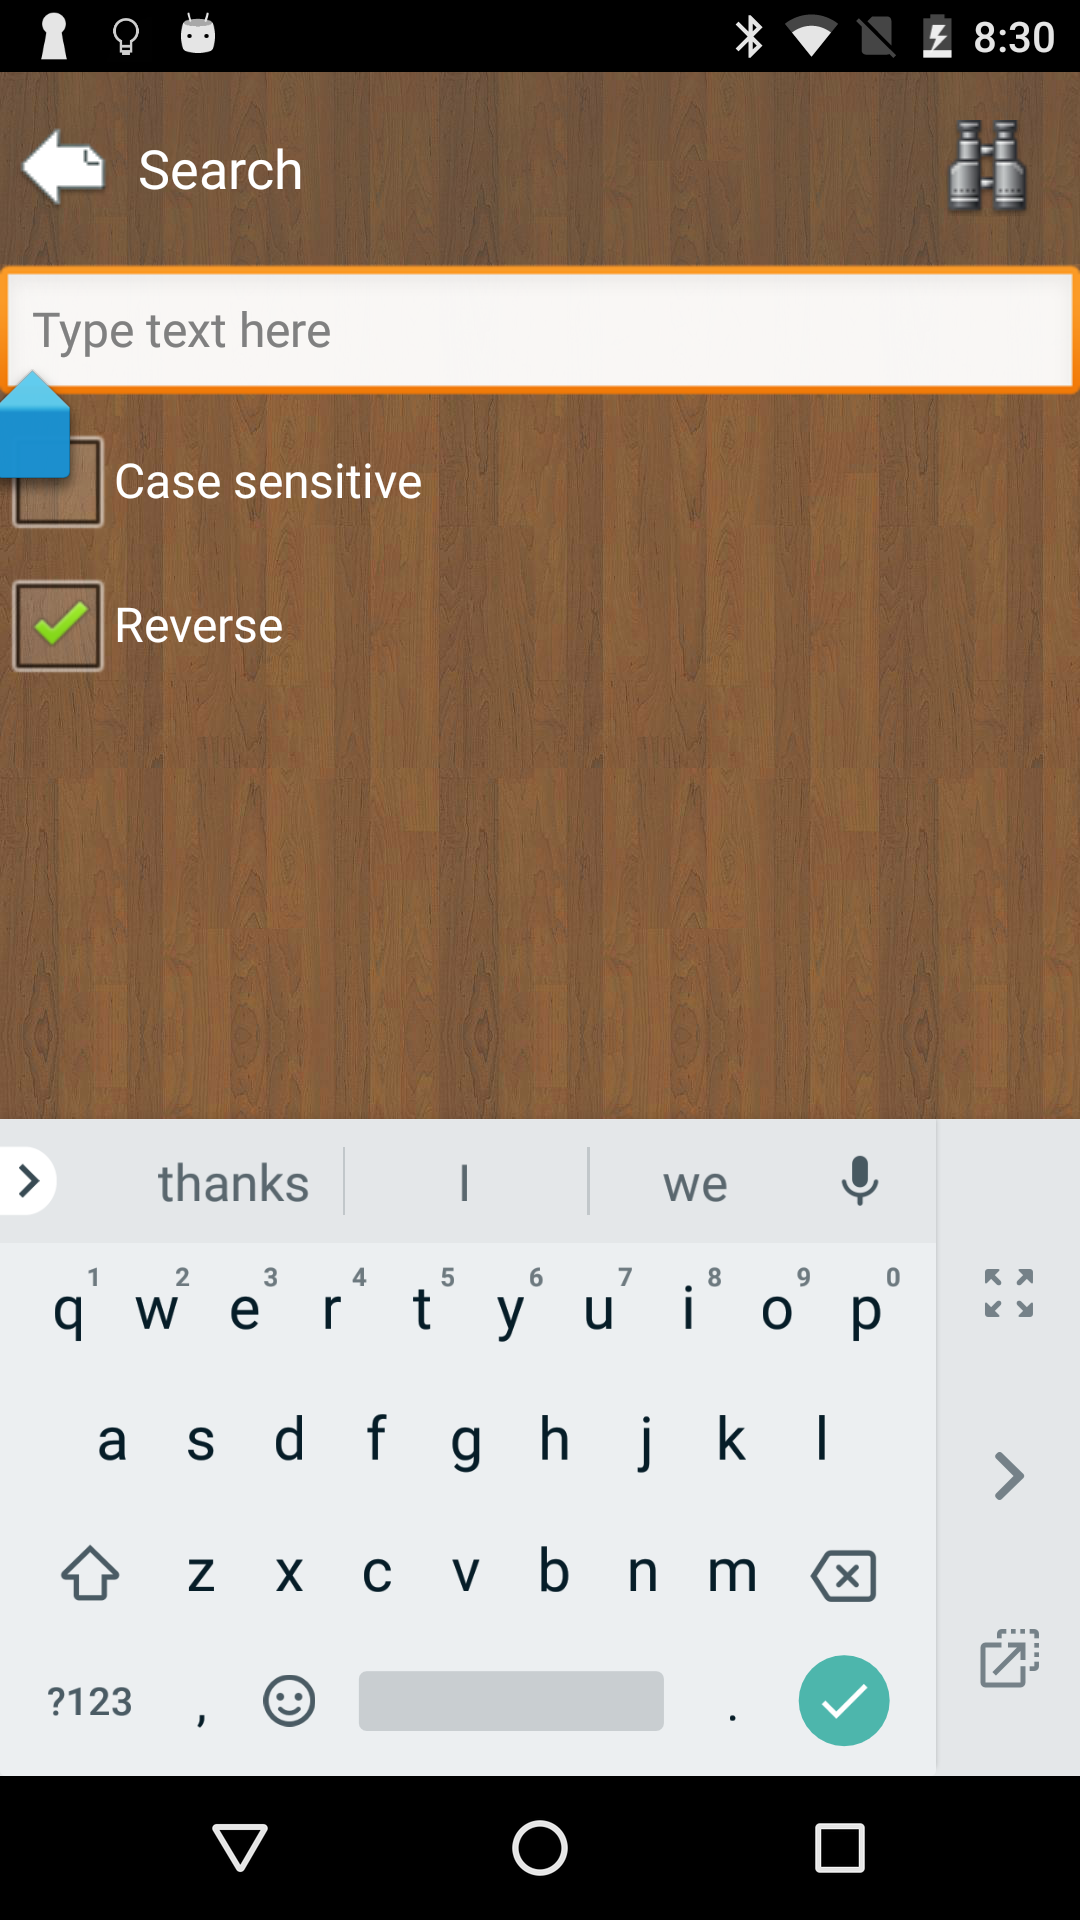 8:30
Search
Type text here
Case sensitive
Reverse
thanks I we
1 2 3 4 5 6 7 8 9 0
q w e r t y u i o p
a s d f g h j k l
z x c v b n m
?123 , .